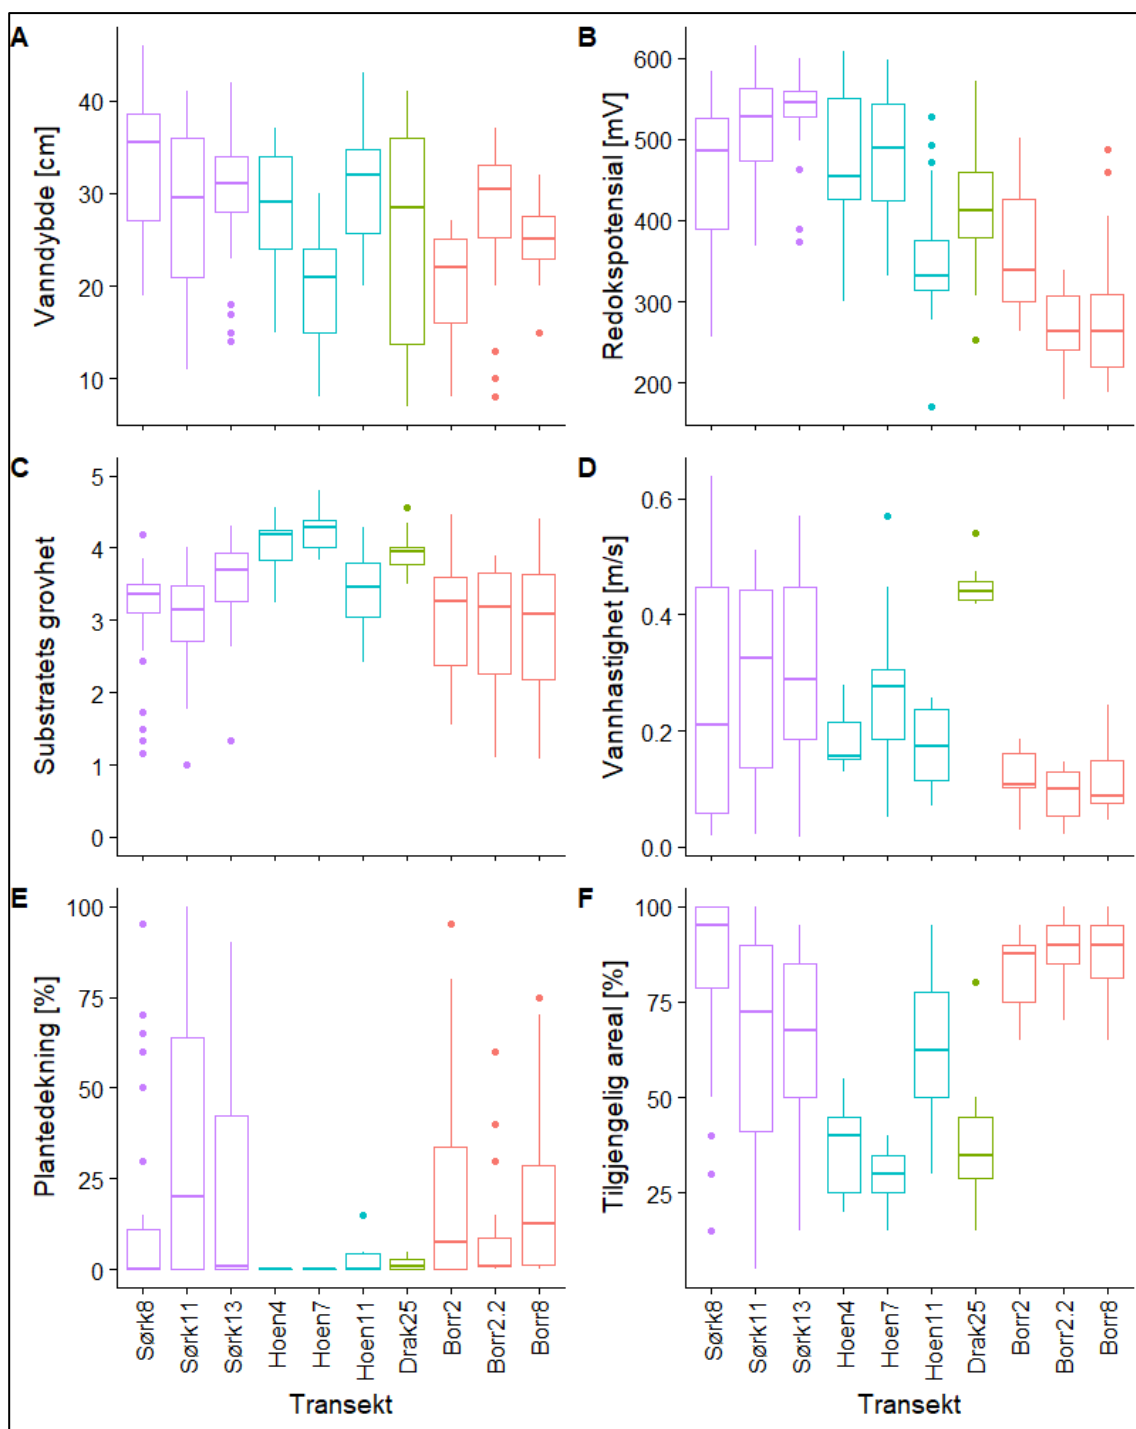 A
Vanndybde [cm]
40
30
20
10
B
Redokspotensial [mV]
600
500
400
300
200
C
Substratets grovhet
5
4
3
2
1
0
D
Vannhastighet [m/s]
0.6
0.4
0.2
0.0
E
Plantedekning [%]
100
75
50
25
0
Sørk8
Sørk11
Sørk13
Hoen4
Hoen7
Hoen11
Drak25
Borr2
Borr2.2
Borr8
Transekt
F
Tilgjengelig areal [%]
100
75
50
25
Sørk8
Sørk11
Sørk13
Hoen4
Hoen7
Hoen11
Drak25
Borr2
Borr2.2
Borr8
Transekt